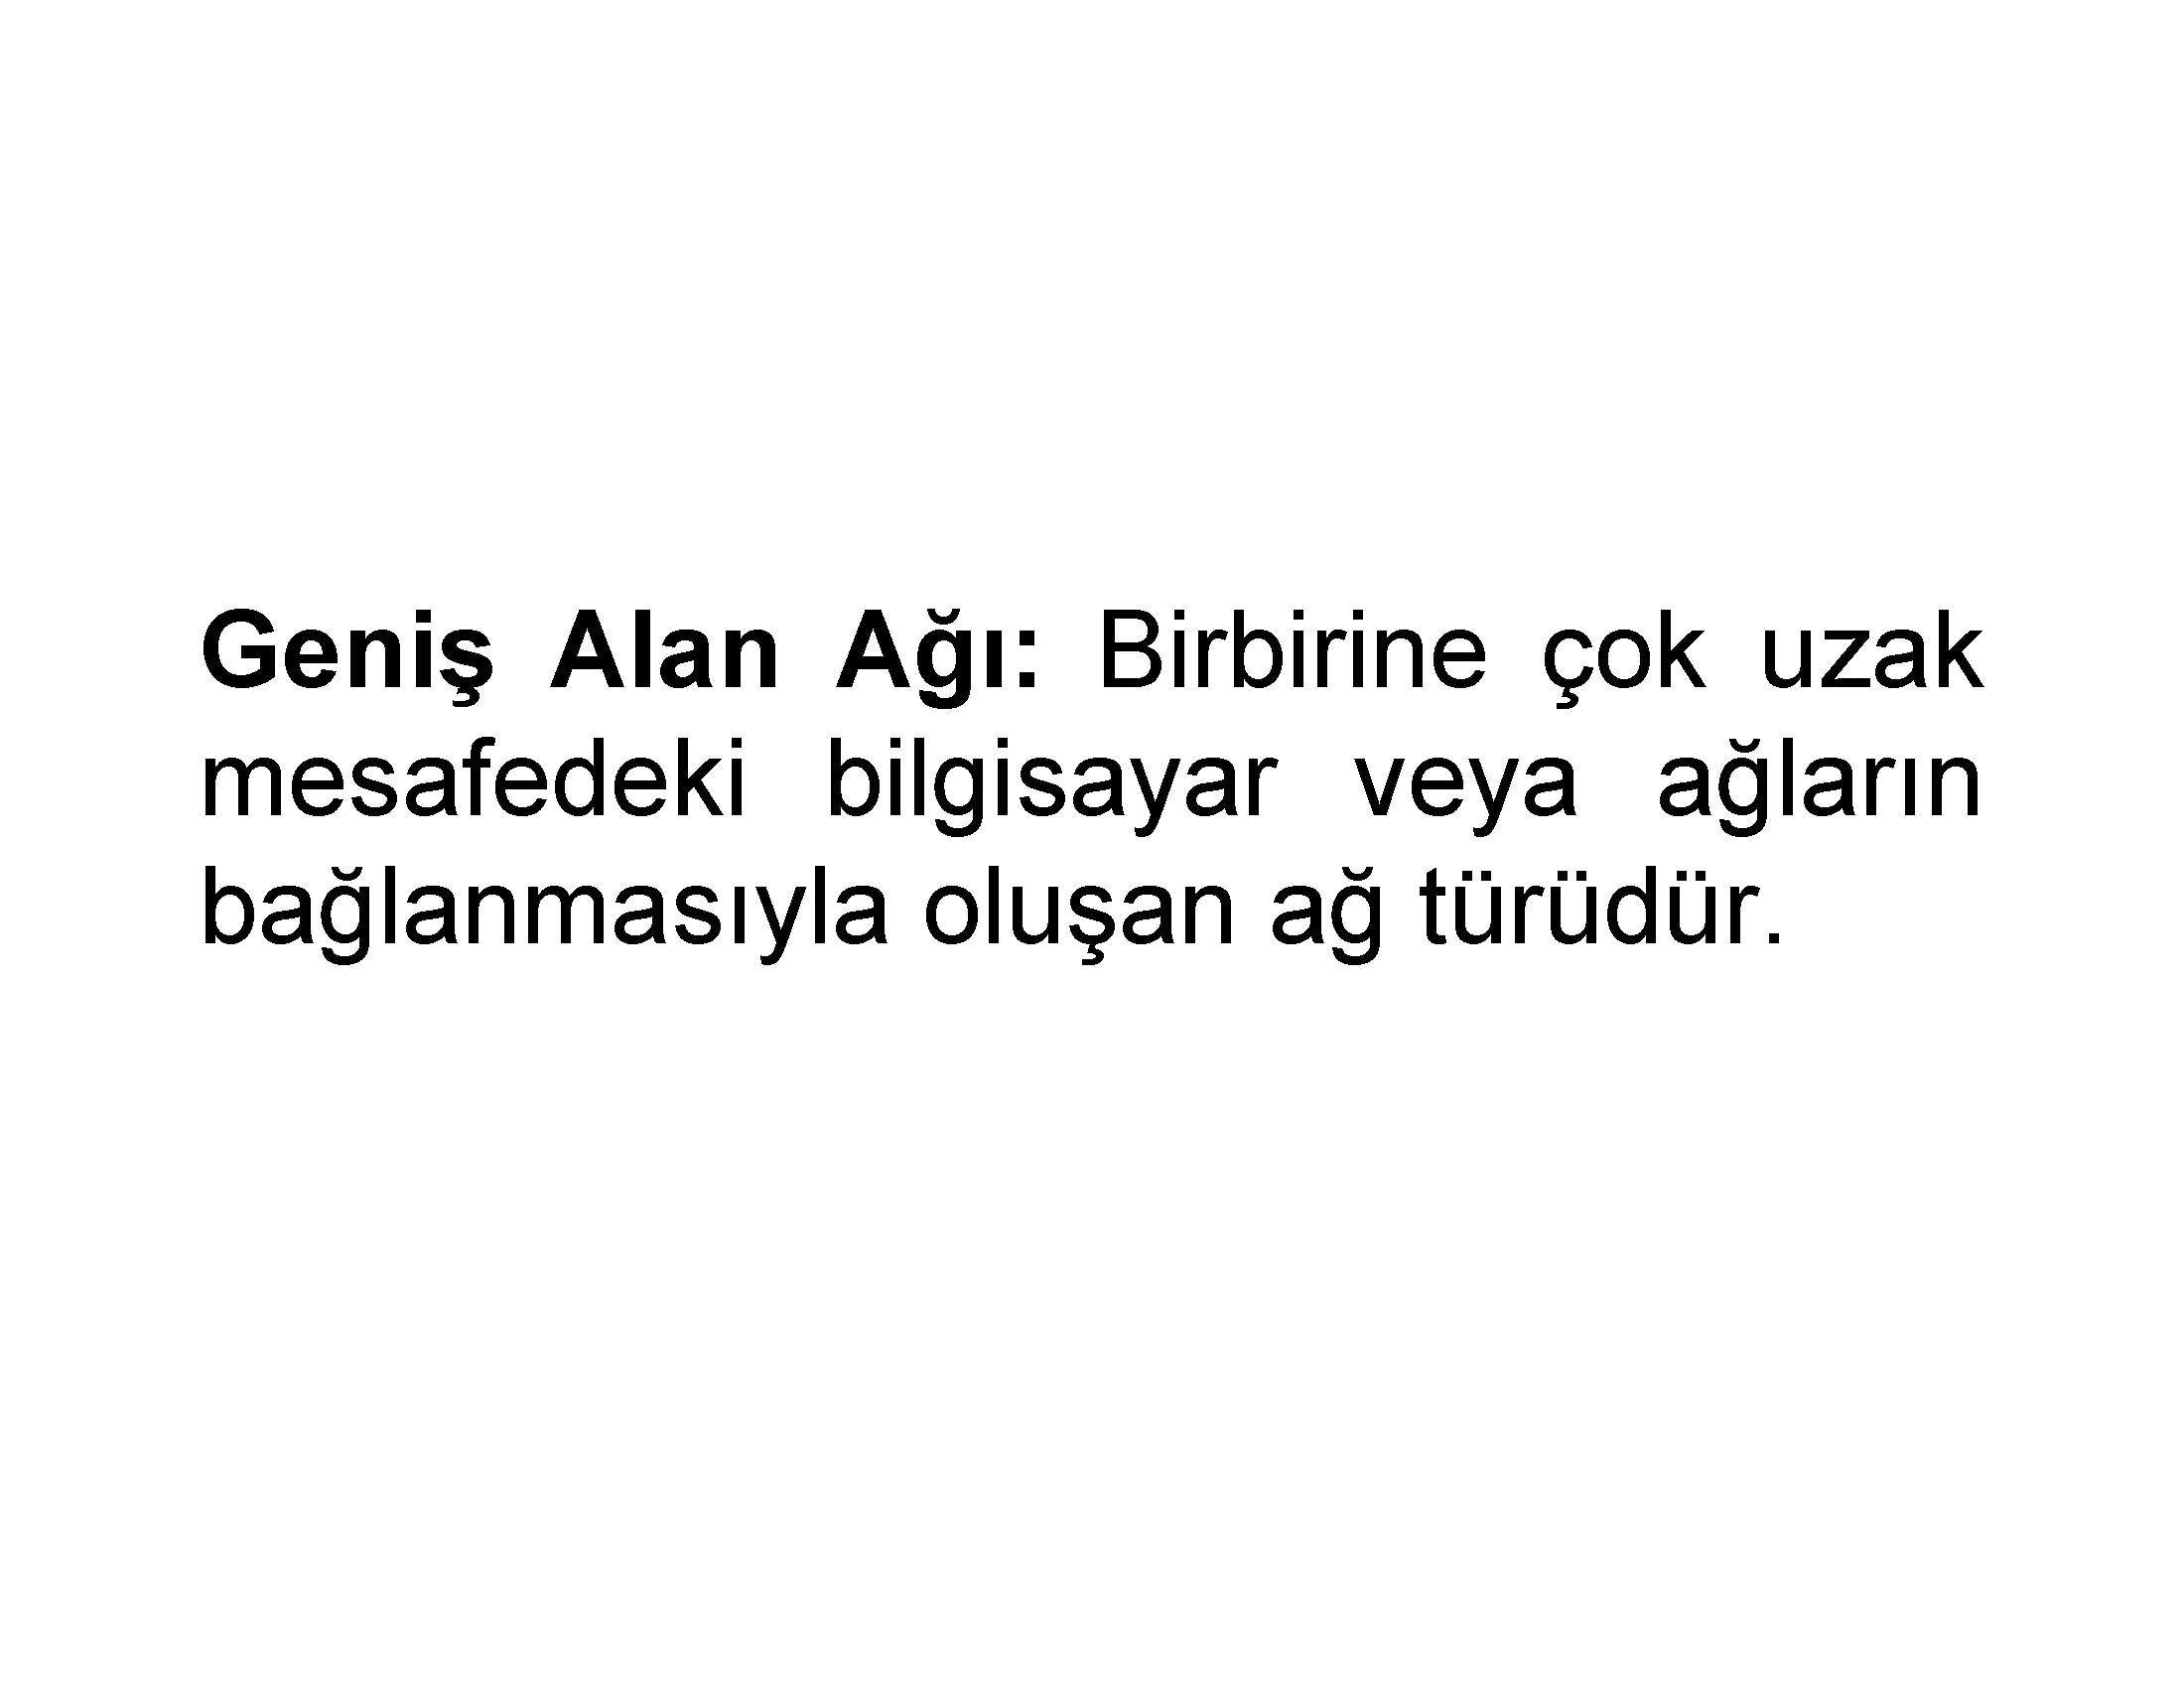 Geniş Alan Ağı: Birbirine çok uzak
mesafedeki bilgisayar veya ağların
bağlanmasıyla oluşan ağ türüdür.